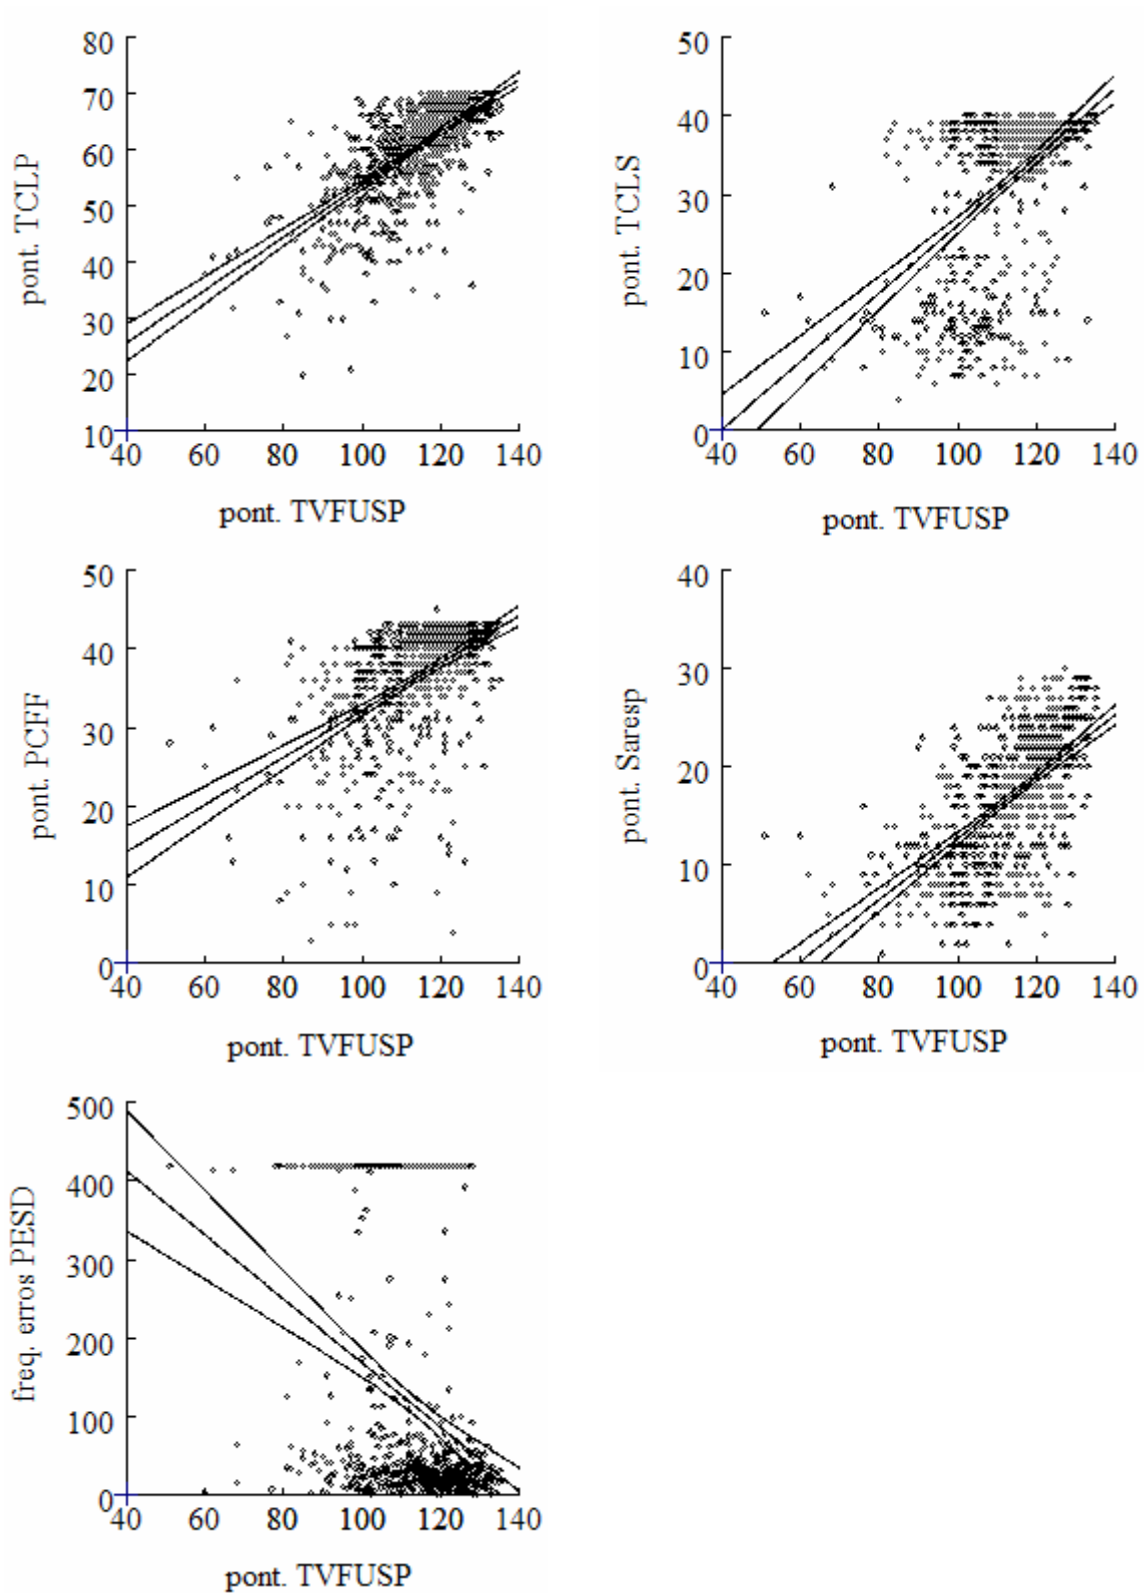 80
70
60
50
40
30
20
10
40 60 80 100 120 140
pont. TCLP
pont. TVFUSP
50
40
30
20
10
0
40 60 80 100 120 140
pont. TCLS
pont. TVFUSP
50
40
30
20
10
0
40 60 80 100 120 140
pont. PCFF
pont. TVFUSP
40
30
20
10
0
40 60 80 100 120 140
pont. Saresp
pont. TVFUSP
500
400
300
200
100
0
40 60 80 100 120 140
freq. erros PESD
pont. TVFUSP